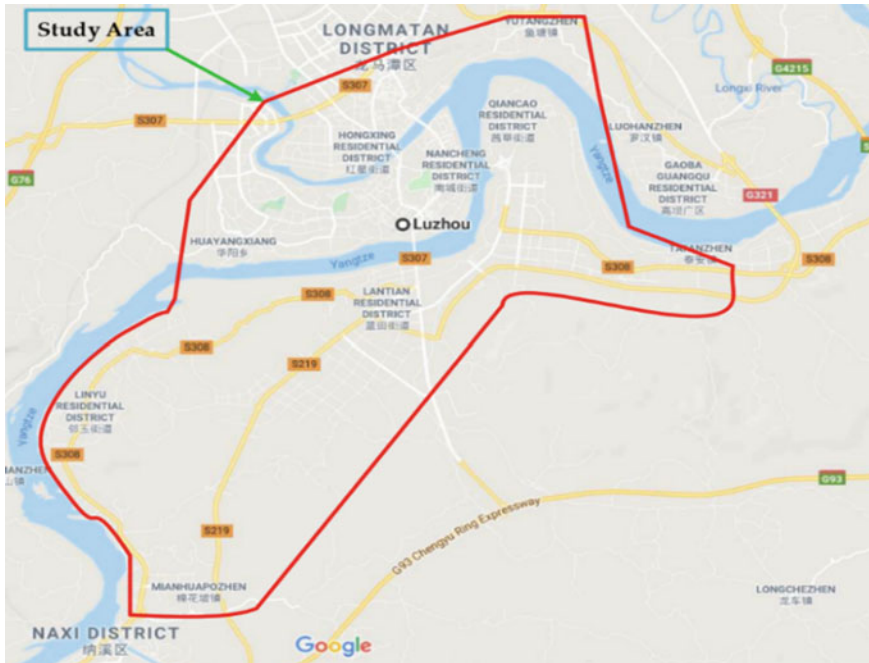 Study Area
YUTANGZHEN
鱼塘镇
LONGMATAN
DISTRICT
龙马潭区
G4215
Longxi River
S307
S307
QIANCAO
RESIDENTIAL
DISTRICT
茜草街道
LUOHANZHEN
罗汉镇
HONGXING
RESIDENTIAL
DISTRICT
红星街道
NANCHENG
RESIDENTIAL
DISTRICT
南城街道
Yangtze
GAOBA
GUANGQU
RESIDENTIAL
DISTRICT
高坝厂区
G76
G321
Luzhou
HUAYANGXIANG
华阳乡
Yangtze
S307
TAIANZHEN
泰安镇
S308
S308
LANTIAN
RESIDENTIAL
DISTRICT
蓝田街道
S308
S308
S219
LINYU
RESIDENTIAL
DISTRICT
邻玉街道
Yangtze
S308
ANZHEN
山镇
G93
S219
G93 Chengyu Ring Expressway
MIANHUAPOZHEN
棉花坡镇
LONGCHEZHEN
龙车镇
NAXI DISTRICT
纳溪区
Google